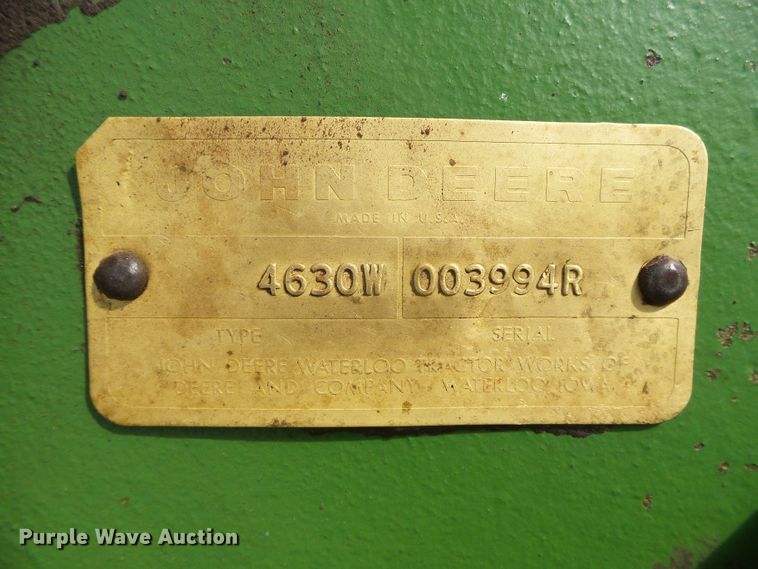 JOHN DEERE
MADE IN U.S.A.
4630W 003994R
TYPE SERIAL
JOHN DEERE WATERLOO TRACTOR WORKS OF
DEERE AND COMPANY WATERLOO IOWA
Purple Wave Auction®